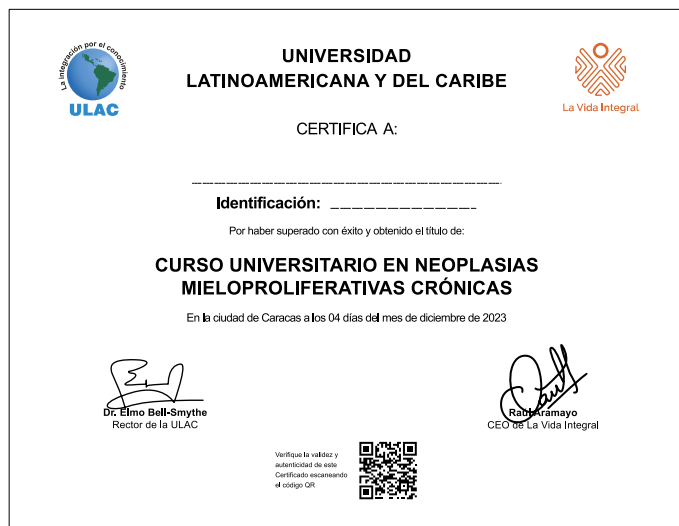 La integración por el conocimiento
ULAC
UNIVERSIDAD
LATINOAMERICANA Y DEL CARIBE
La Vida Integral
CERTIFICA A:
Identificación:
Por haber superado con éxito y obtenido el título de:
CURSO UNIVERSITARIO EN NEOPLASIAS
MIELOPROLIFERATIVAS CRÓNICAS
En la ciudad de Caracas a los 04 días del mes de diciembre de 2023
Dr. Elmo Bell-Smythe
Rector de la ULAC
Raúl Aramayo
CEO de La Vida Integral
Verifique la validez y
autenticidad de este
Certificado escaneando
el código QR